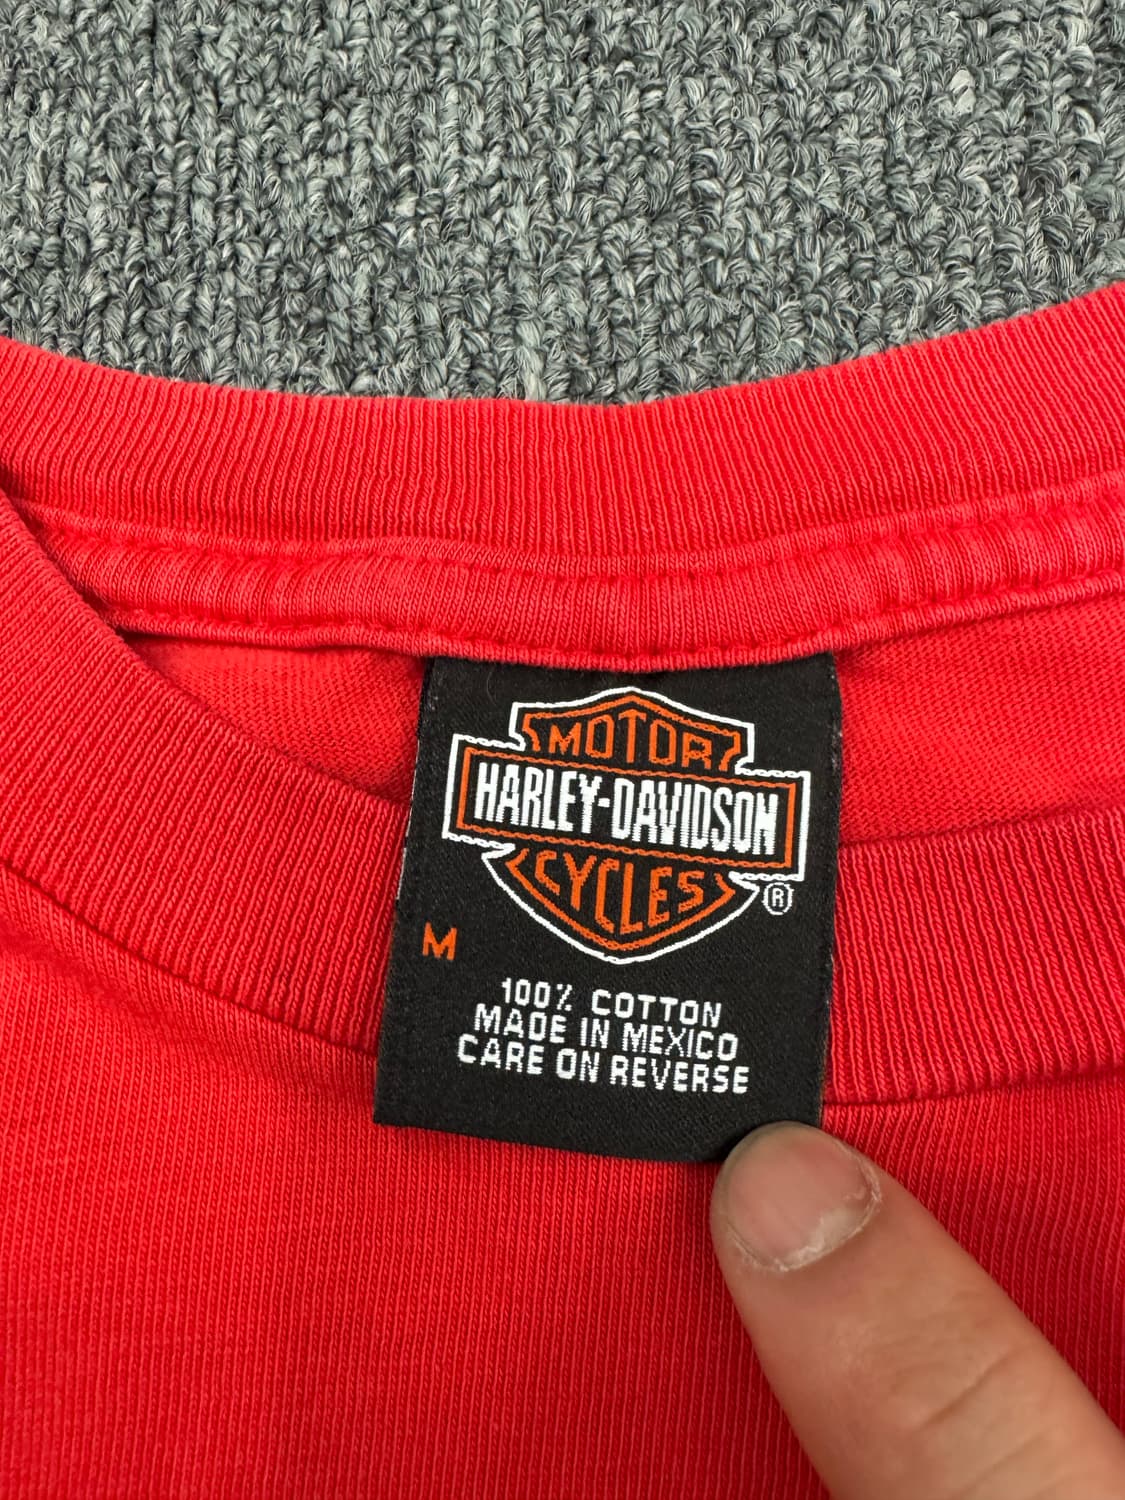 MOTOR
HARLEY-DAVIDSON
CYCLES
®
M
100% COTTON
MADE IN MEXICO
CARE ON REVERSE